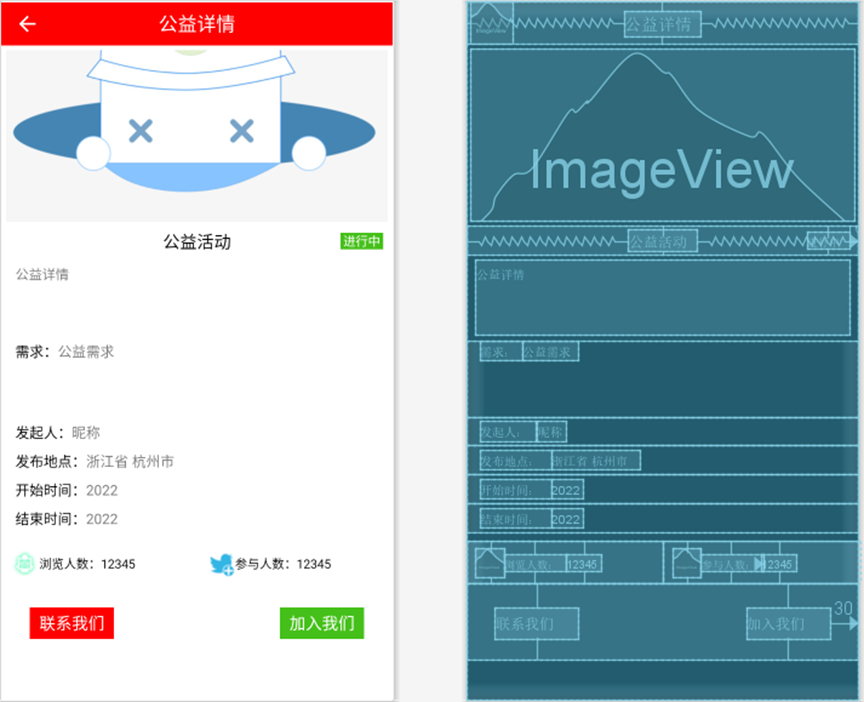 公益详情
公益活动
进行中
公益详情
需求：公益需求
发起人：昵称
发布地点：浙江省 杭州市
开始时间：2022
结束时间：2022
浏览人数：12345
参与人数：12345
联系我们
加入我们
公益详情
ImageView
公益活动
公益详情
需求：
公益需求
发起人：
昵称
发布地点：
浙江省 杭州市
开始时间：
2022
结束时间：
2022
浏览人数：
12345
参与人数：
12345
联系我们
加入我们
30